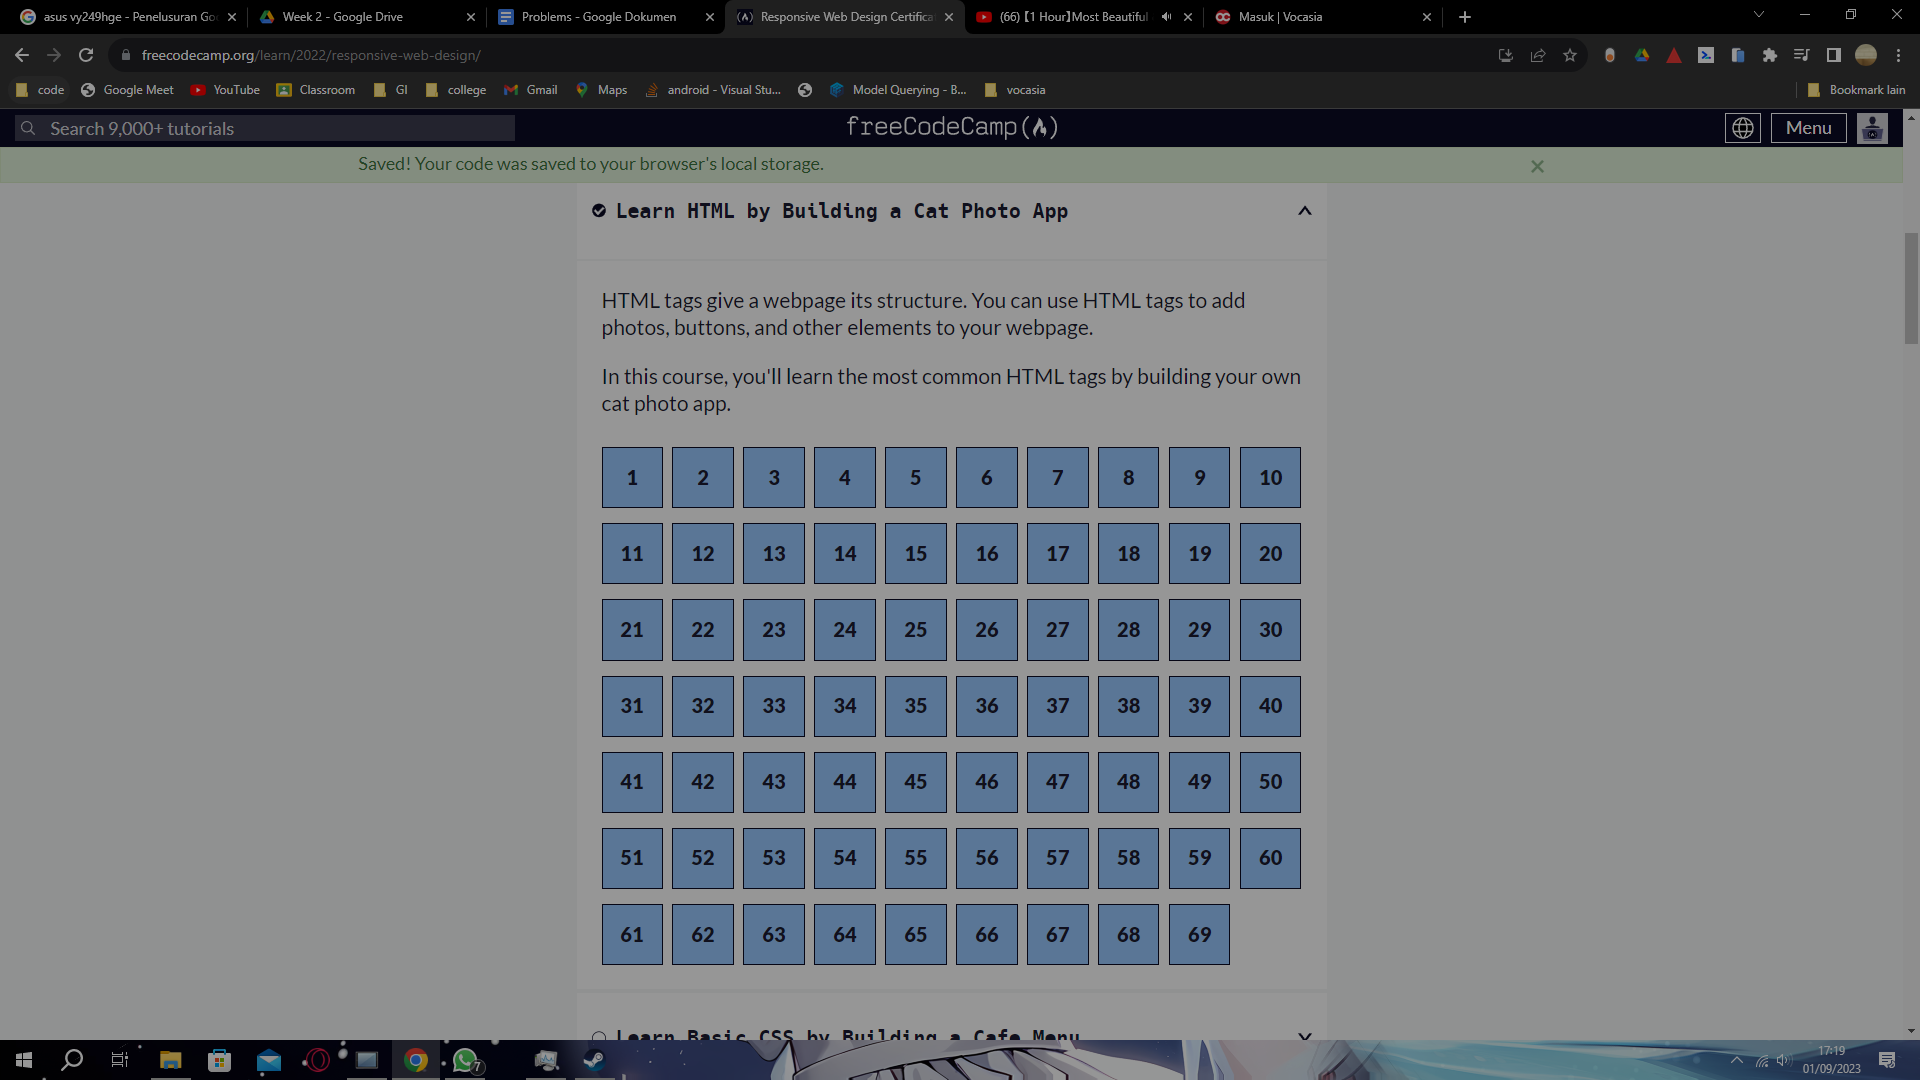 asus vy249hge - Penelusuran Go
Week 2 - Google Drive
Problems - Google Dokumen
Responsive Web Design Certifica
(66) 【1 Hour】Most Beautiful
Masuk | Vocasia
freecodecamp.org/learn/2022/responsive-web-design/
code
Google Meet
YouTube
Classroom
GI
college
Gmail
Maps
android - Visual Stu...
Model Querying - B...
vocasia
Bookmark lain
Search 9,000+ tutorials
freeCodeCamp
Menu
Saved! Your code was saved to your browser's local storage.
Learn HTML by Building a Cat Photo App
HTML tags give a webpage its structure. You can use HTML tags to add
photos, buttons, and other elements to your webpage.
In this course, you'll learn the most common HTML tags by building your own
cat photo app.
1 2 3 4 5 6 7 8 9 10
11 12 13 14 15 16 17 18 19 20
21 22 23 24 25 26 27 28 29 30
31 32 33 34 35 36 37 38 39 40
41 42 43 44 45 46 47 48 49 50
51 52 53 54 55 56 57 58 59 60
61 62 63 64 65 66 67 68 69
Learn Basic CSS by Building a Cafe Menu
7
17:19
01/09/2023